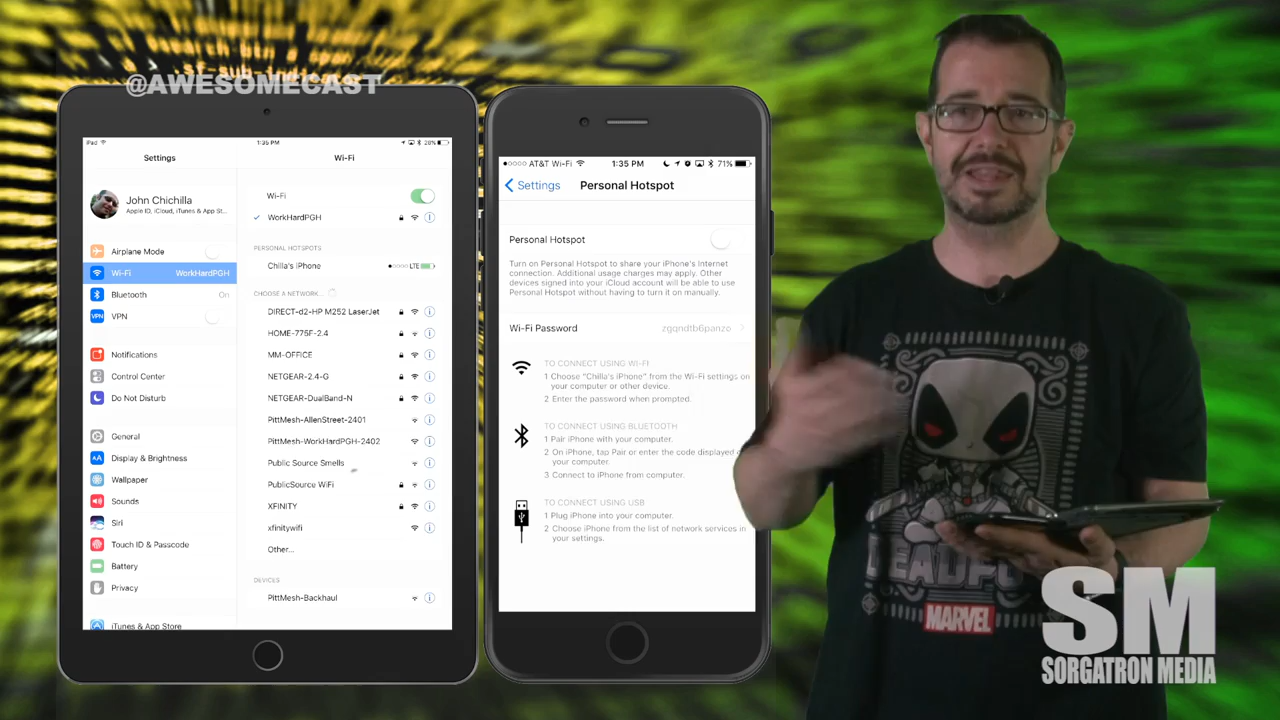 @AWESOMECAST
iPad
1:35 PM
28%
Settings
Wi-Fi
John Chichilla
Apple ID, iCloud, iTunes & App St...
Airplane Mode
Wi-Fi WorkHardPGH
Bluetooth On
VPN VPN
Notifications
Control Center
Do Not Disturb
General
AA Display & Brightness
Wallpaper
Sounds
Siri
Touch ID & Passcode
Battery
Privacy
iTunes & App Store
Wi-Fi
WorkHardPGH
PERSONAL HOTSPOTS
Chilla's iPhone LTE
CHOOSE A NETWORK...
DIRECT-d2-HP M252 LaserJet
HOME-775F-2.4
MM-OFFICE
NETGEAR-2.4-G
NETGEAR-DualBand-N
PittMesh-AllenStreet-2401
PittMesh-WorkHardPGH-2402
Public Source Smells
PublicSource WiFi
XFINITY
xfinitywifi
Other...
DEVICES
PittMesh-Backhaul
AT&T Wi-Fi 1:35 PM 71%
Settings Personal Hotspot
Personal Hotspot
Turn on Personal Hotspot to share your iPhone's Internet
connection. Additional usage charges may apply. Other
devices signed into your iCloud account will be able to use
Personal Hotspot without having to turn it on manually.
Wi-Fi Password zgqndtb6panzo
TO CONNECT USING WI-FI
1 Choose "Chilla's iPhone" from the Wi-Fi settings on
your computer or other device.
2 Enter the password when prompted.
TO CONNECT USING BLUETOOTH
1 Pair iPhone with your computer.
2 On iPhone, tap Pair or enter the code displayed o
your computer.
3 Connect to iPhone from computer.
TO CONNECT USING USB
1 Plug iPhone into your computer.
2 Choose iPhone from the list of network services in
your settings.
DEADPO
MARVEL
SM
SORGATRON MEDIA